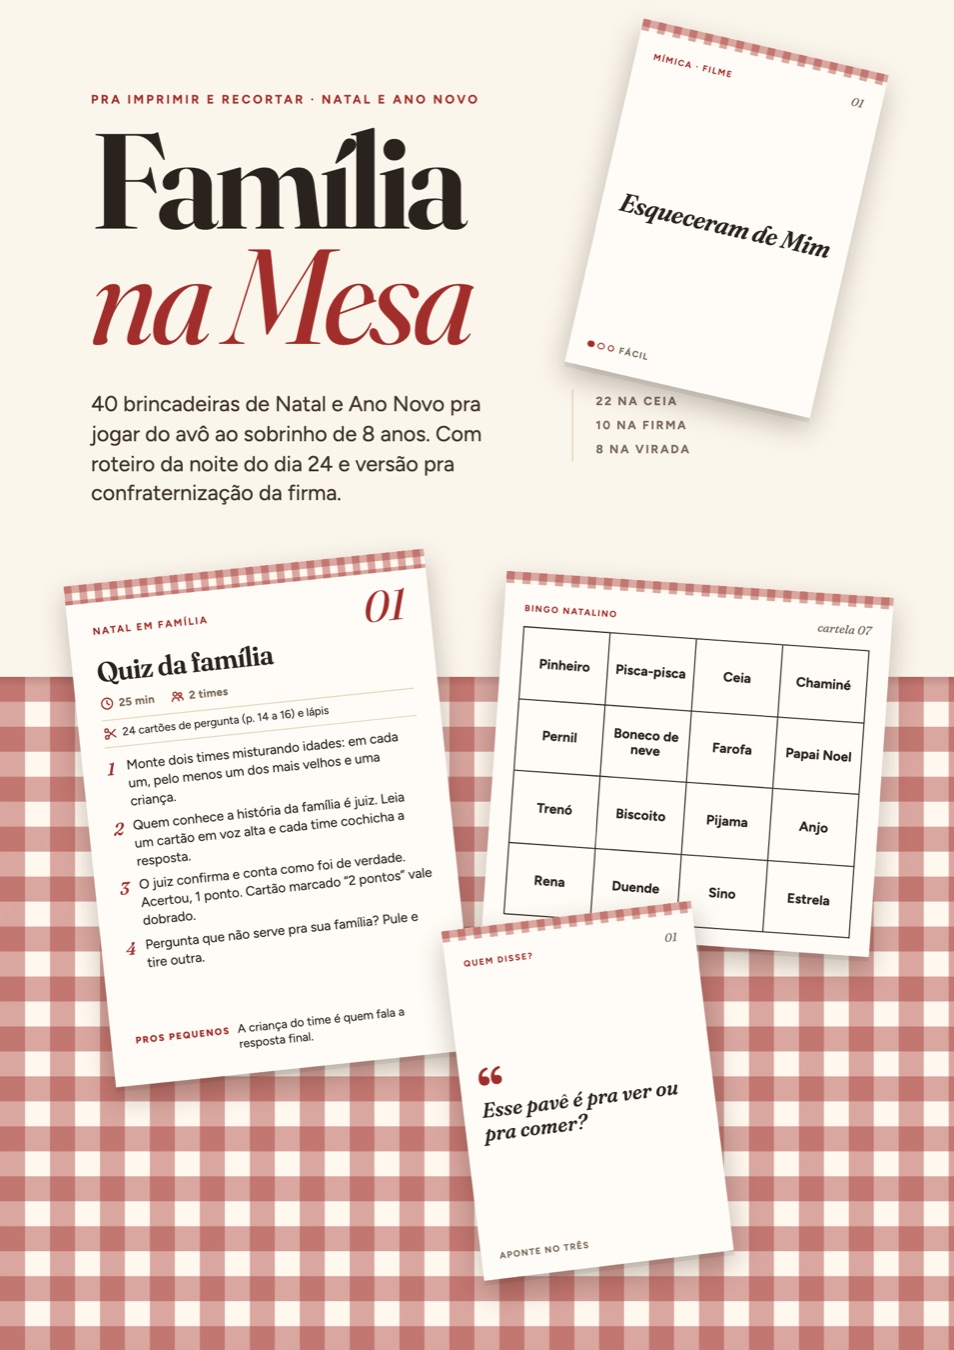 PRA IMPRIMIR E RECORTAR · NATAL E ANO NOVO
Família
na Mesa
40 brincadeiras de Natal e Ano Novo pra
jogar do avô ao sobrinho de 8 anos. Com
roteiro da noite do dia 24 e versão pra
confraternização da firma.
MÍMICA · FILME
01
Esqueceram de Mim
FÁCIL
22 NA CEIA
10 NA FIRMA
8 NA VIRADA
NATAL EM FAMÍLIA
01
Quiz da família
25 min
2 times
24 cartões de pergunta (p. 14 a 16) e lápis
1 Monte dois times misturando idades: em cada
um, pelo menos um dos mais velhos e uma
criança.
2 Quem conhece a história da família é juiz. Leia
um cartão em voz alta e cada time cochicha a
resposta.
3 O juiz confirma e conta como foi de verdade.
Acertou, 1 ponto. Cartão marcado “2 pontos” vale
dobrado.
4 Pergunta que não serve pra sua família? Pule e
tire outra.
PROS PEQUENOS A criança do time é quem fala a
resposta final.
BINGO NATALINO
cartela 07
Pinheiro
Pisca-pisca
Ceia
Chaminé
Pernil
Boneco de
neve
Farofa
Papai Noel
Trenó
Biscoito
Pijama
Anjo
Rena
Duende
Sino
Estrela
QUEM DISSE?
01
“
Esse pavê é pra ver ou
pra comer?
APONTE NO TRÊS